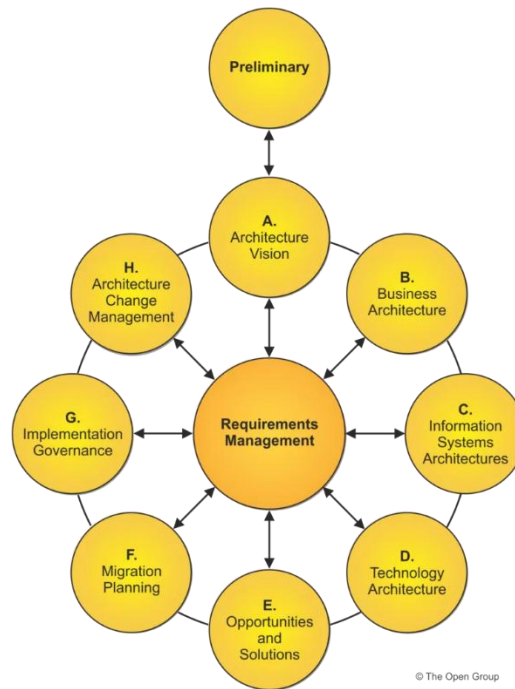 Preliminary
A.
Architecture
Vision
B.
Business
Architecture
C.
Information
Systems
Architectures
D.
Technology
Architecture
E.
Opportunities
and
Solutions
F.
Migration
Planning
G.
Implementation
Governance
H.
Architecture
Change
Management
Requirements
Management
© The Open Group